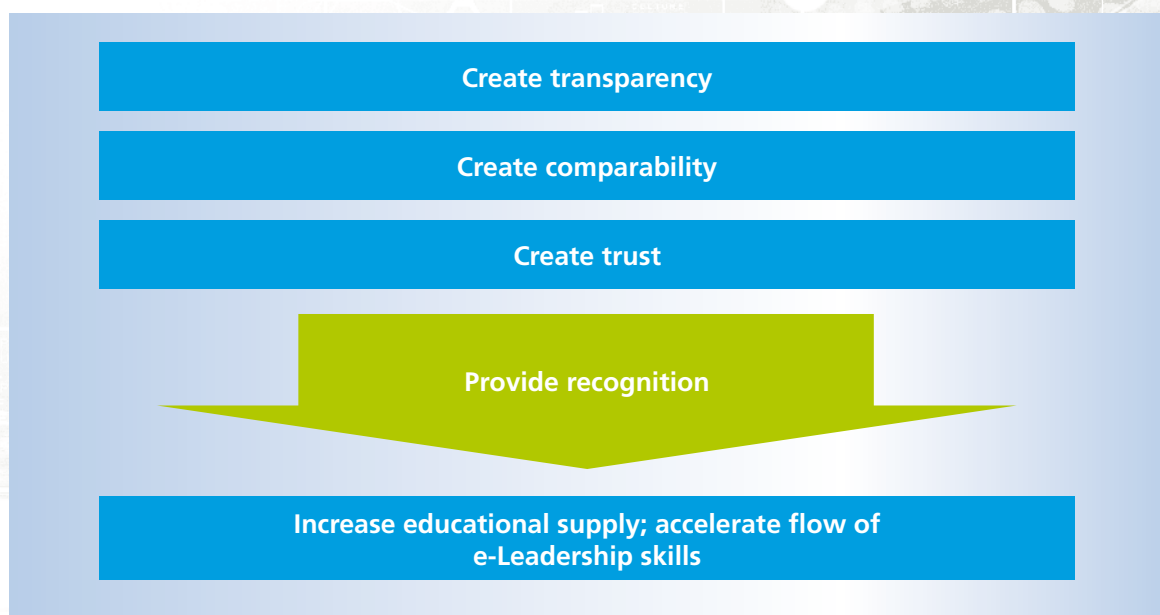 Create transparency
Create comparability
Create trust
Provide recognition
Increase educational supply; accelerate flow of
e-Leadership skills